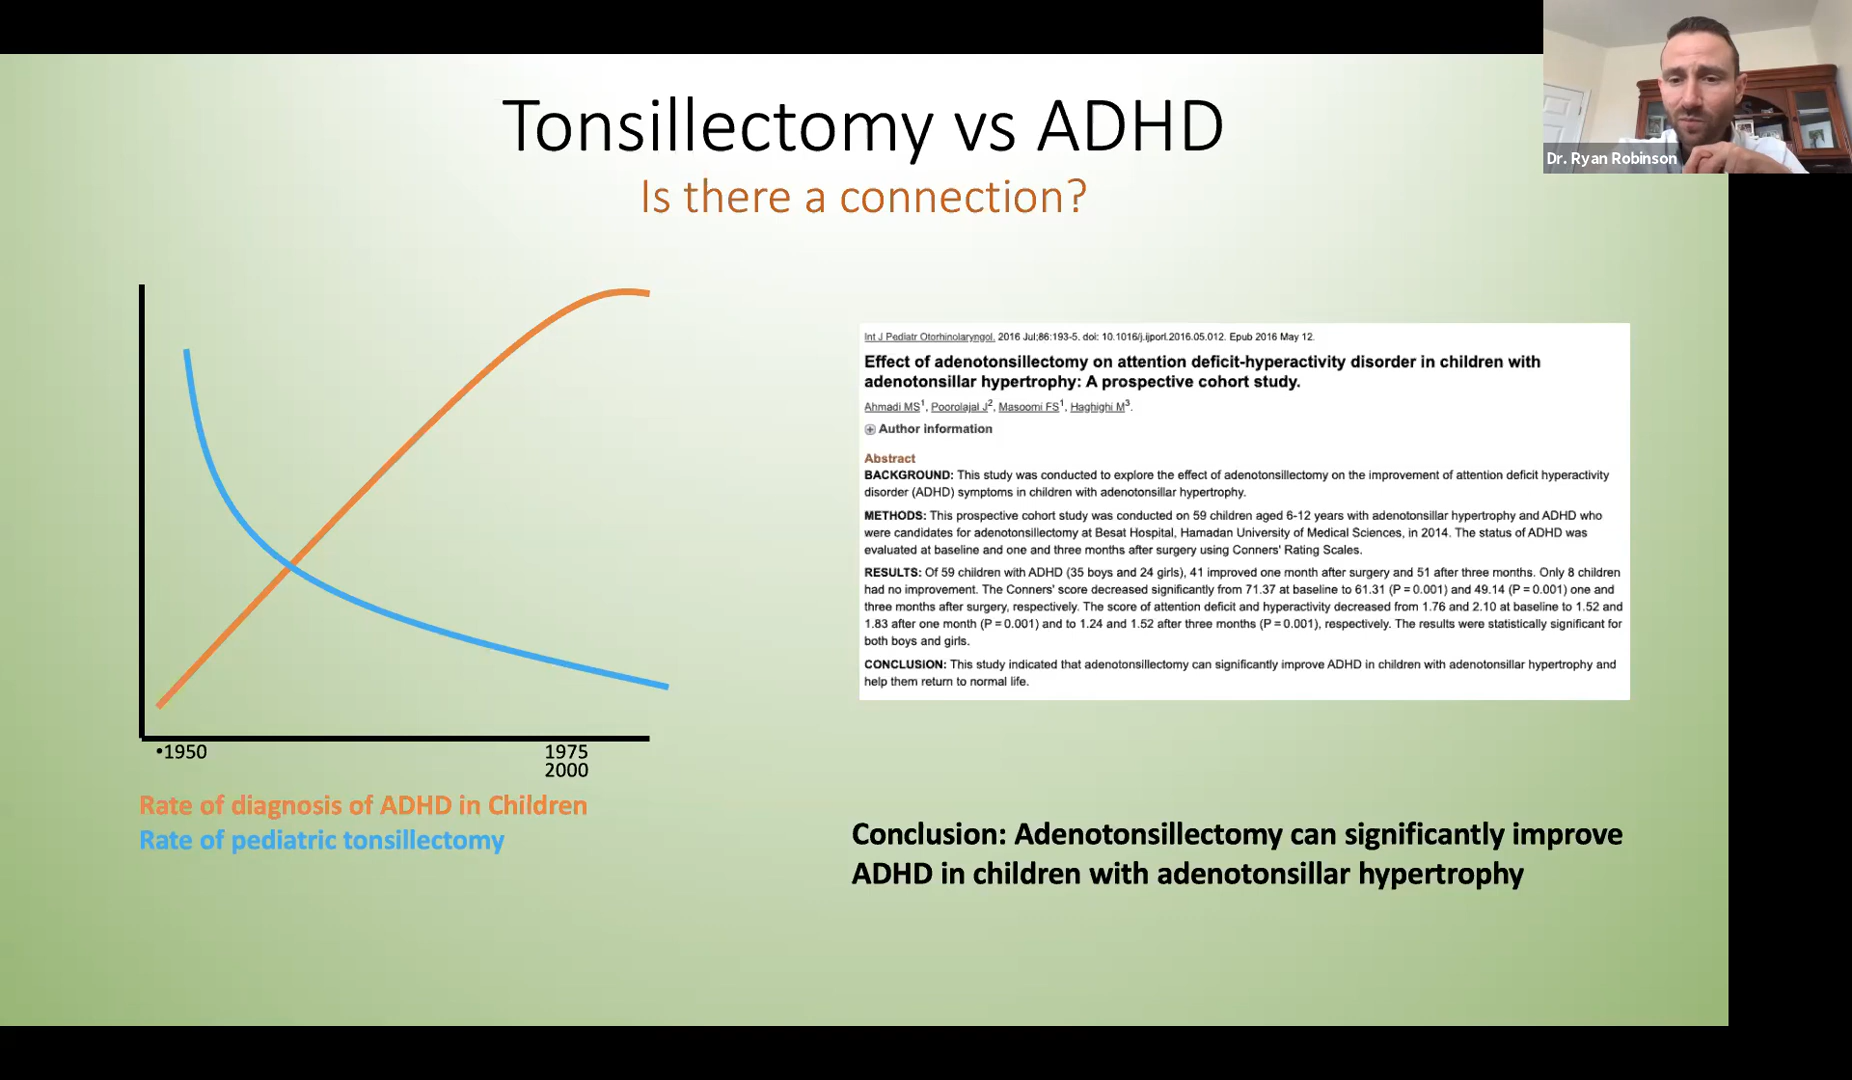 Tonsillectomy vs ADHD
Is there a connection?
Dr. Ryan Robinson
•1950
1975
2000
Rate of diagnosis of ADHD in Children
Rate of pediatric tonsillectomy
Int J Pediatr Otorhinolaryngol. 2016 Jul;86:193-5. doi: 10.1016/j.ijporl.2016.05.012. Epub 2016 May 12.
Effect of adenotonsillectomy on attention deficit-hyperactivity disorder in children with
adenotonsillar hypertrophy: A prospective cohort study.
Ahmadi MS1, Poorolajal J2, Masoomi FS1, Haghighi M3.
Author information
Abstract
BACKGROUND: This study was conducted to explore the effect of adenotonsillectomy on the improvement of attention deficit hyperactivity
disorder (ADHD) symptoms in children with adenotonsillar hypertrophy.
METHODS: This prospective cohort study was conducted on 59 children aged 6-12 years with adenotonsillar hypertrophy and ADHD who
were candidates for adenotonsillectomy at Besat Hospital, Hamadan University of Medical Sciences, in 2014. The status of ADHD was
evaluated at baseline and one and three months after surgery using Conners' Rating Scales.
RESULTS: Of 59 children with ADHD (35 boys and 24 girls), 41 improved one month after surgery and 51 after three months. Only 8 children
had no improvement. The Conners' score decreased significantly from 71.37 at baseline to 61.31 (P = 0.001) and 49.14 (P = 0.001) one and
three months after surgery, respectively. The score of attention deficit and hyperactivity decreased from 1.76 and 2.10 at baseline to 1.52 and
1.83 after one month (P = 0.001) and to 1.24 and 1.52 after three months (P = 0.001), respectively. The results were statistically significant for
both boys and girls.
CONCLUSION: This study indicated that adenotonsillectomy can significantly improve ADHD in children with adenotonsillar hypertrophy and
help them return to normal life.
Conclusion: Adenotonsillectomy can significantly improve
ADHD in children with adenotonsillar hypertrophy